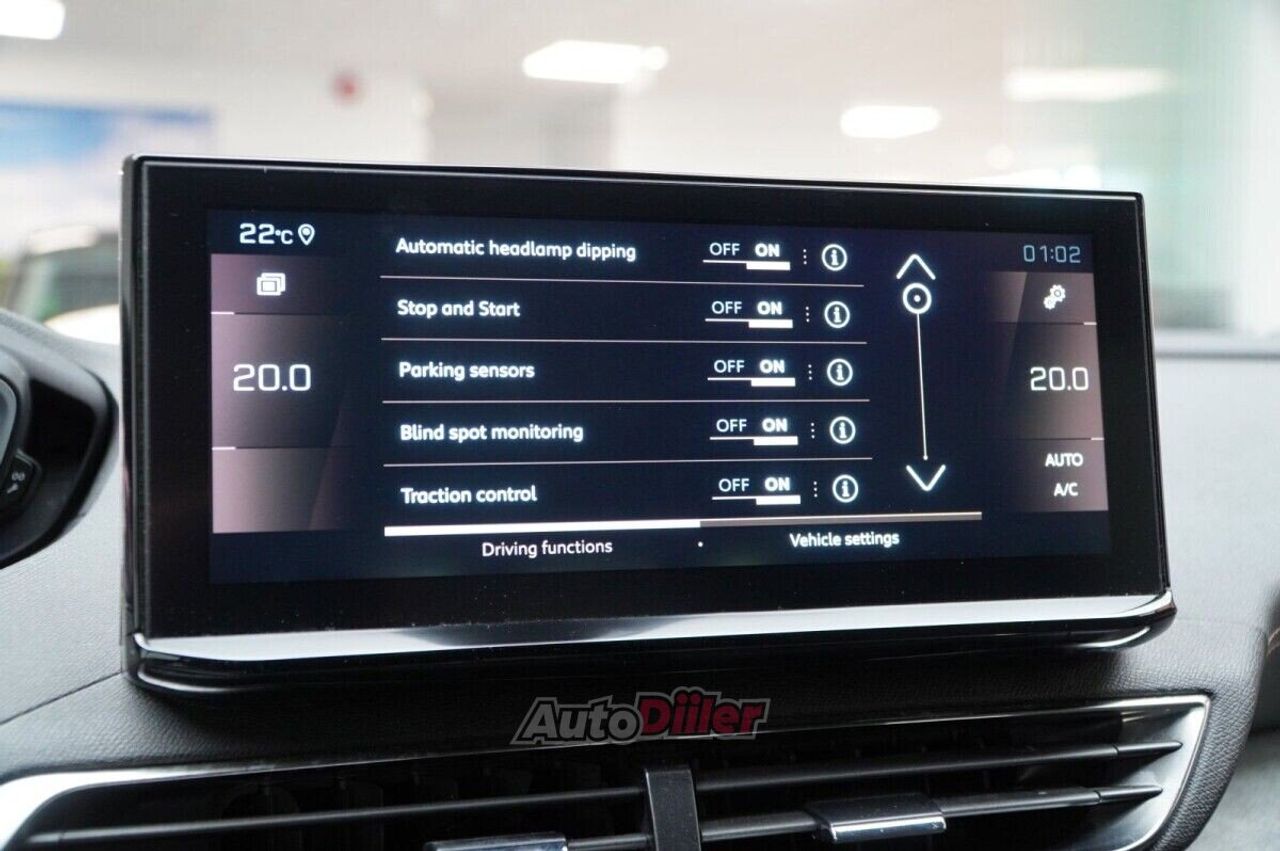 22°C
01:02
Automatic headlamp dipping OFF ON
Stop and Start OFF ON
20.0
Parking sensors OFF ON
20.0
Blind spot monitoring OFF ON
AUTO
Traction control OFF ON
A/C
Driving functions
Vehicle settings
AutoDiiler